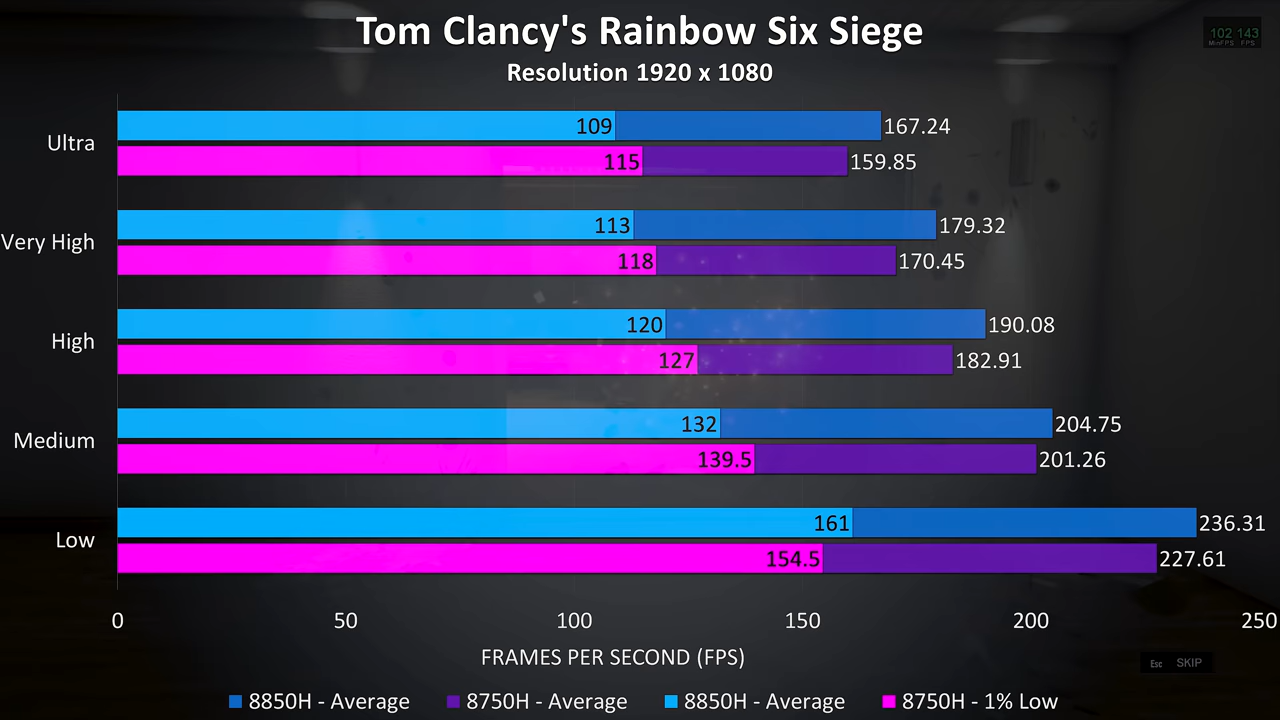 Tom Clancy's Rainbow Six Siege
Resolution 1920 x 1080
102 143
MinFPS FPS
Ultra
109 167.24
115 159.85
Very High
113 179.32
118 170.45
High
120 190.08
127 182.91
Medium
132 204.75
139.5 201.26
Low
161 236.31
154.5 227.61
0 50 100 150 200 250
FRAMES PER SECOND (FPS)
Esc SKIP
8850H - Average 8750H - Average 8850H - Average 8750H - 1% Low